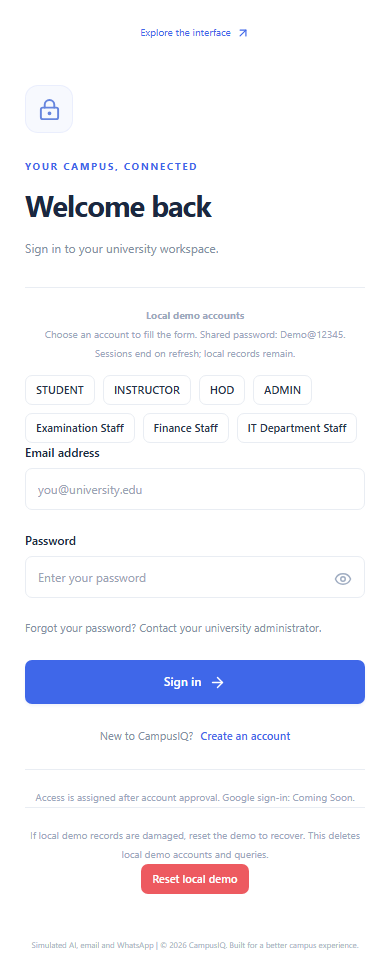 Explore the interface
YOUR CAMPUS, CONNECTED
Welcome back
Sign in to your university workspace.
Local demo accounts
Choose an account to fill the form. Shared password: Demo@12345.
Sessions end on refresh; local records remain.
STUDENT INSTRUCTOR HOD ADMIN
Examination Staff Finance Staff IT Department Staff
Email address
you@university.edu
Password
Enter your password
Forgot your password? Contact your university administrator.
Sign in
New to CampusIQ? Create an account
Access is assigned after account approval. Google sign-in: Coming Soon.
If local demo records are damaged, reset the demo to recover. This deletes
local demo accounts and queries.
Reset local demo
Simulated AI, email and WhatsApp | © 2026 CampusIQ. Built for a better campus experience.